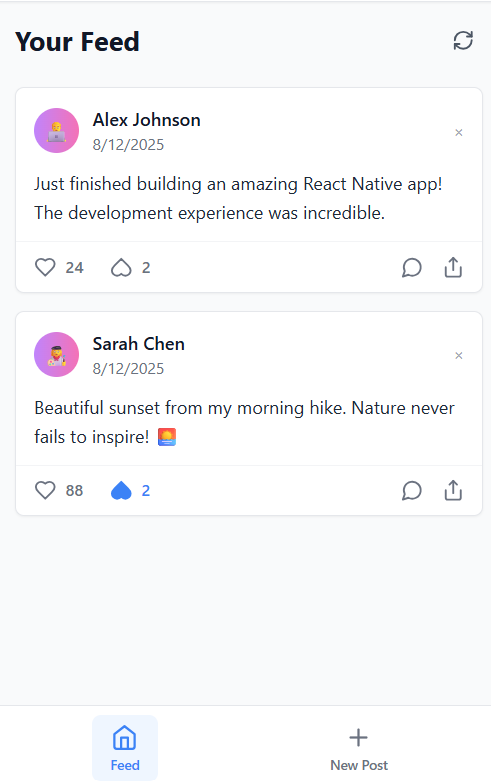 Your Feed
Alex Johnson
×
8/12/2025
Just finished building an amazing React Native app!
The development experience was incredible.
24
2
Sarah Chen
×
8/12/2025
Beautiful sunset from my morning hike. Nature never
fails to inspire! 🌅
88
2
Feed
New Post